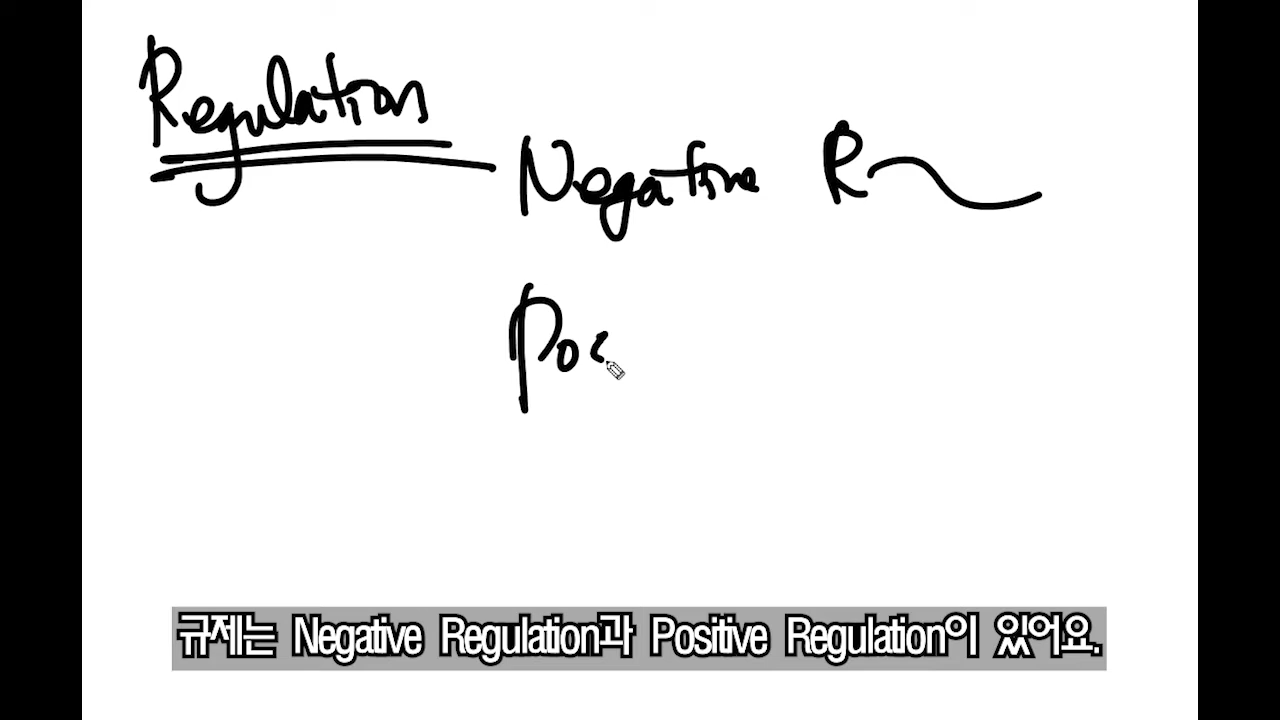 Regulation
Negative R
Pos
규제는 Negative Regulation과 Positive Regulation이 있어요.